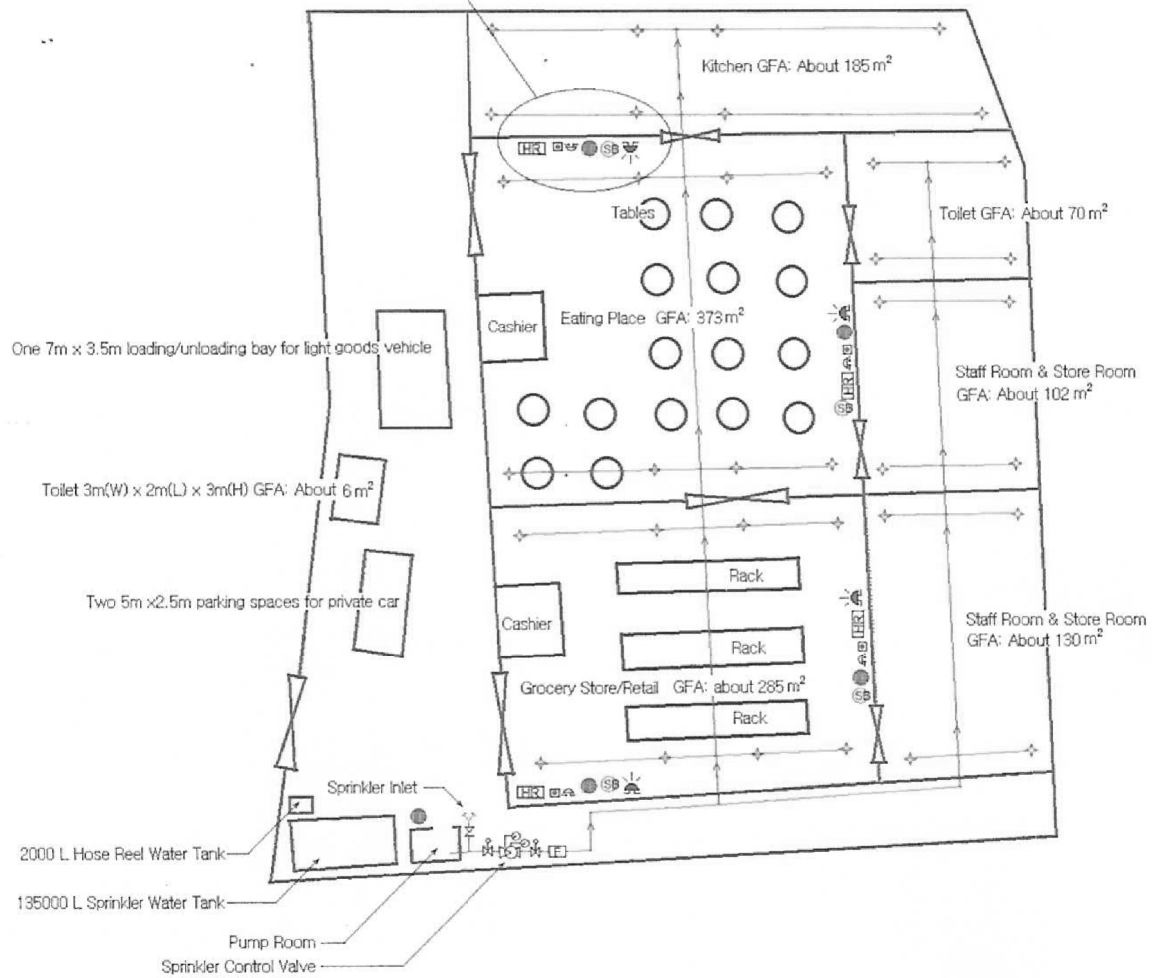 Kitchen GFA: About 185 m²
HR
SB
Tables
Toilet GFA: About 70 m²
Cashier
Eating Place GFA: 373 m²
One 7m x 3.5m loading/unloading bay for light goods vehicle
Staff Room & Store Room
GFA: About 102 m²
HR
SB
Toilet 3m(W) x 2m(L) x 3m(H) GFA: About 6 m²
Rack
Two 5m x2.5m parking spaces for private car
Cashier
Rack
HR
Staff Room & Store Room
GFA: About 130 m²
Grocery Store/Retail GFA: about 285 m²
SB
Rack
Sprinkler Inlet
HR
SB
2000 L Hose Reel Water Tank
F
135000 L Sprinkler Water Tank
Pump Room
Sprinkler Control Valve